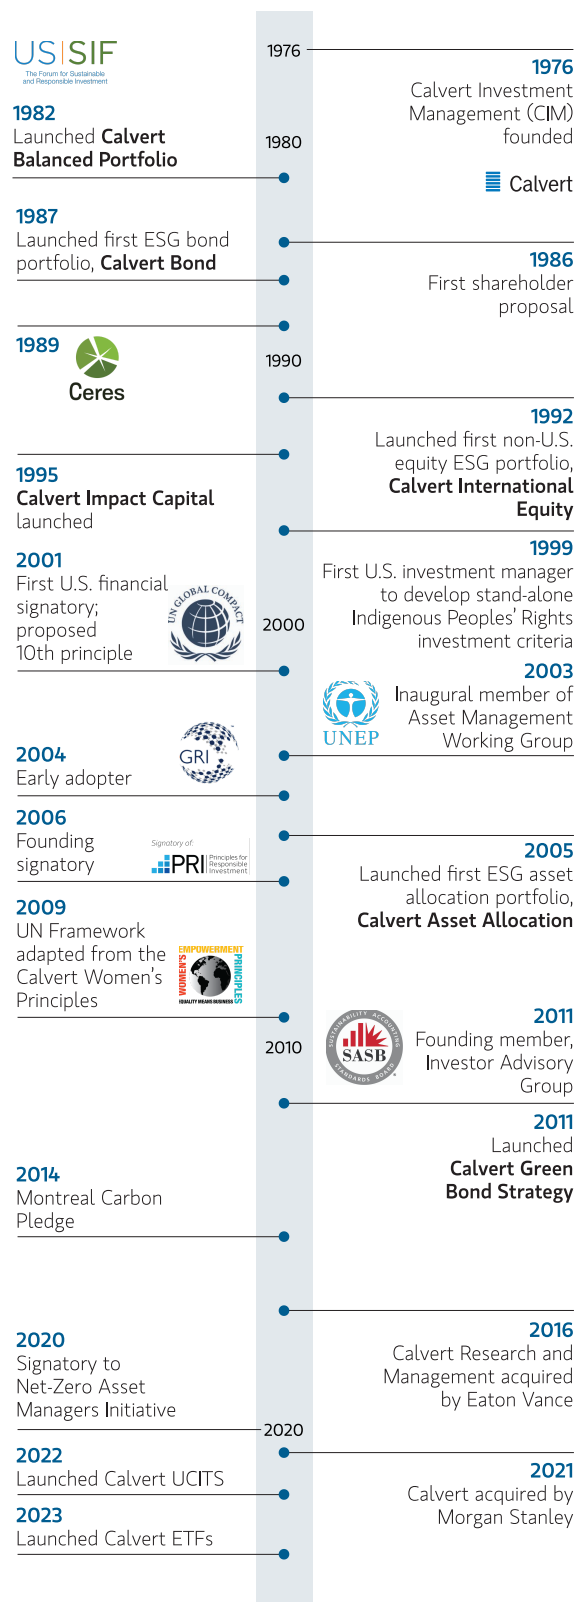 US|SIF
The Forum for Sustainable
and Responsible Investment
1976
1976
Calvert Investment
Management (CIM)
founded
Calvert
1982
Launched Calvert
Balanced Portfolio
1980
1987
Launched first ESG bond
portfolio, Calvert Bond
1986
First shareholder
proposal
1989
Ceres
1990
1992
Launched first non-U.S.
equity ESG portfolio,
Calvert International
Equity
1995
Calvert Impact Capital
launched
1999
First U.S. investment manager
to develop stand-alone
Indigenous Peoples' Rights
investment criteria
2001
First U.S. financial
signatory;
proposed
10th principle
UN GLOBAL COMPACT
2000
2003
Inaugural member of
Asset Management
Working Group
UNEP
2004
Early adopter
GRI
2006
Founding
signatory
Signatory of:
PRI
Principles for
Responsible
Investment
2005
Launched first ESG asset
allocation portfolio,
Calvert Asset Allocation
2009
UN Framework
adapted from the
Calvert Women's
Principles
WOMEN'S
EMPOWERMENT
PRINCIPLES
EQUALITY MEANS BUSINESS
2010
2011
Founding member,
Investor Advisory
Group
SUSTAINABILITY ACCOUNTING
SASB
STANDARDS BOARD
2011
Launched
Calvert Green
Bond Strategy
2014
Montreal Carbon
Pledge
2016
Calvert Research and
Management acquired
by Eaton Vance
2020
Signatory to
Net-Zero Asset
Managers Initiative
2020
2021
Calvert acquired by
Morgan Stanley
2022
Launched Calvert UCITS
2023
Launched Calvert ETFs